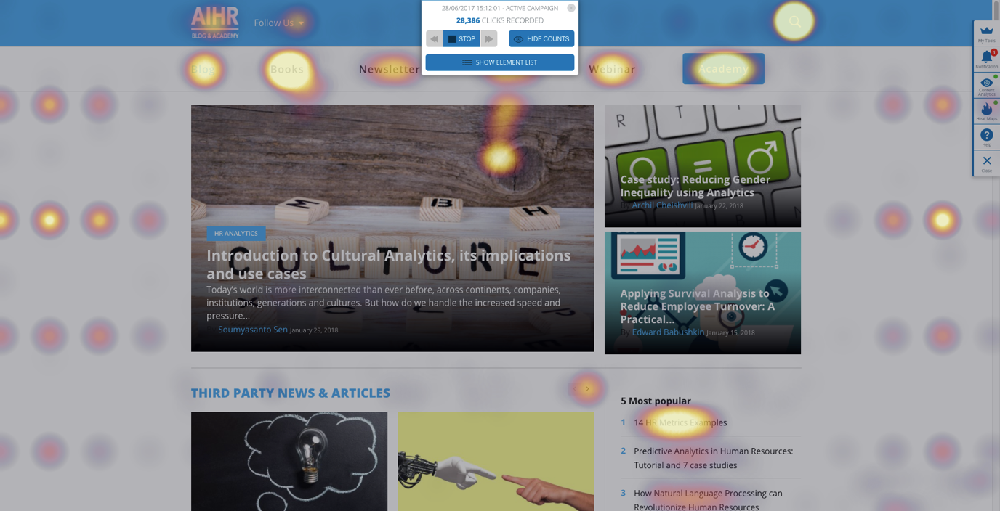 28/06/2017 15:12:01 - ACTIVE CAMPAIGN
28,386 CLICKS RECORDED
STOP
HIDE COUNTS
SHOW ELEMENT LIST
AIHR
BLOG & ACADEMY
Follow Us
Blog
Books
Newsletter
Webinar
Academy
My Tools
1
Notification
Content Analytics
Heat Maps
Help
Close
M B H
CULTURE
HR ANALYTICS
Introduction to Cultural Analytics, its implications
and use cases
Today's world is more interconnected than ever before, across continents, companies,
institutions, generations and cultures. But how do we handle the increased speed and
pressure...
Soumyasanto Sen January 29, 2018
R T
Case study: Reducing Gender
Inequality using Analytics
By Archil Cheishvili January 22, 2018
Applying Survival Analysis to
Reduce Employee Turnover: A
Practical...
By Edward Babushkin January 15, 2018
THIRD PARTY NEWS & ARTICLES
5 Most popular
1 14 HR Metrics Examples
2 Predictive Analytics in Human Resources:
Tutorial and 7 case studies
3 How Natural Language Processing can
Revolutionize Human Resources